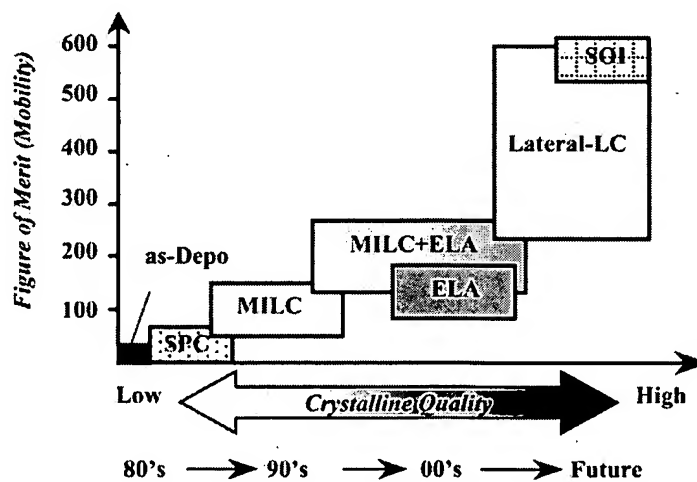 Figure of Merit (Mobility)
600
500
400
300
200
100
SOI
Lateral-LC
MILC+ELA
as-Depo
ELA
MILC
SPC
Low
Crystalline Quality
High
80's
90's
00's
Future